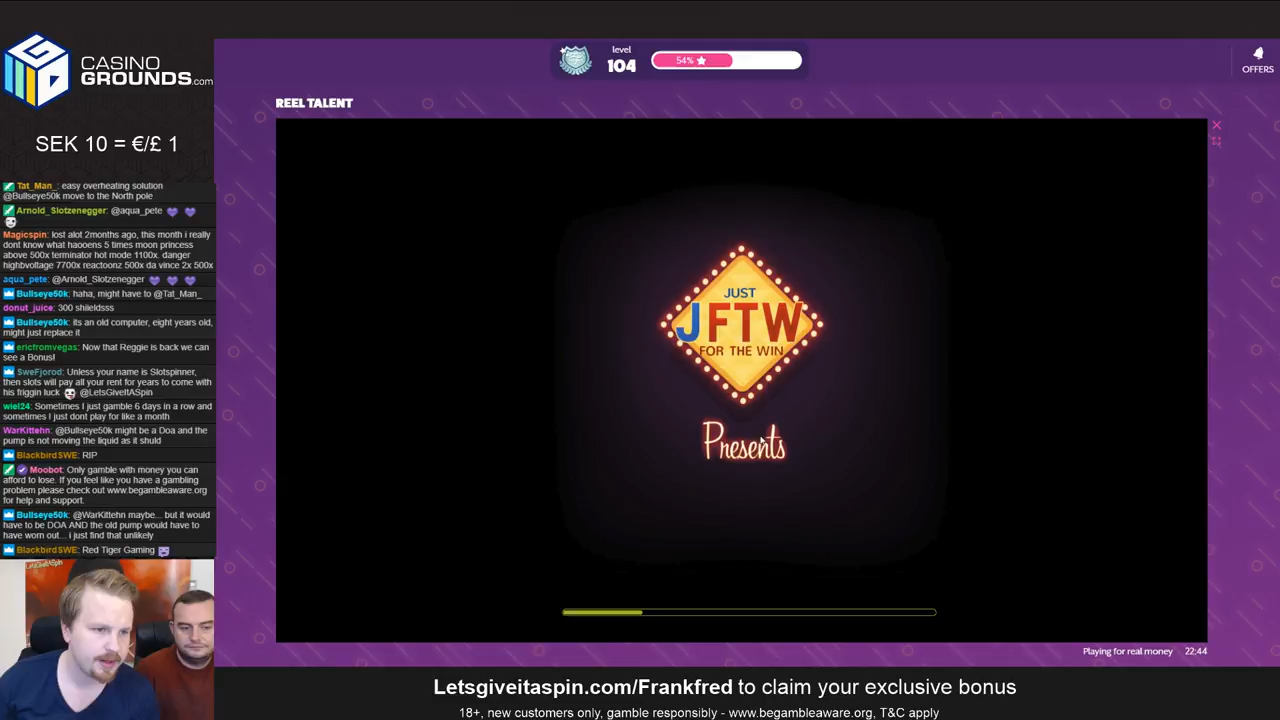 CASINO
GROUNDS.com
SEK 10 = €/£ 1
Tat_Man_: easy overheating solution
@Bullseye50k move to the North pole
Arnold_Slotzenegger: @aqua_pete
Magicspin: lost alot 2months ago, this month i really
dont know what haooens 5 times moon princess
above 500x terminator hot mode 1100x. danger
highbvoltage 7700x reactoonz 500x da vince 2x 500x
aqua_pete: @Arnold_Slotzenegger
Bullseye50k: haha, might have to @Tat_Man_
donut_juice: 300 shiieldsss
Bullseye50k: its an old computer, eight years old,
might just replace it
ericfromvegas: Now that Reggie is back we can
see a Bonus!
SweFjorod: Unless your name is Slotspinner,
then slots will pay all your rent for years to come with
his friggin luck @LetsGiveItASpin
wiel24: Sometimes I just gamble 6 days in a row and
sometimes I just dont play for like a month
WarKittehn: @Bullseye50k might be a Doa and the
pump is not moving the liquid as it shuld
BlackbirdSWE: RIP
Moobot: Only gamble with money you can
afford to lose. If you feel like you have a gambling
problem please check out www.begambleaware.org
for help and support.
Bullseye50k: @WarKittehn maybe... but it would
have to be DOA AND the old pump would have to
have worn out... i just find that unlikely
BlackbirdSWE: Red Tiger Gaming
LetsGiveItASpin
level
104
54%
OFFERS
REEL TALENT
JUST
JFTW
FOR THE WIN
Presents
Playing for real money 22:44
Letsgiveitaspin.com/Frankfred to claim your exclusive bonus
18+, new customers only, gamble responsibly - www.begambleaware.org, T&C apply